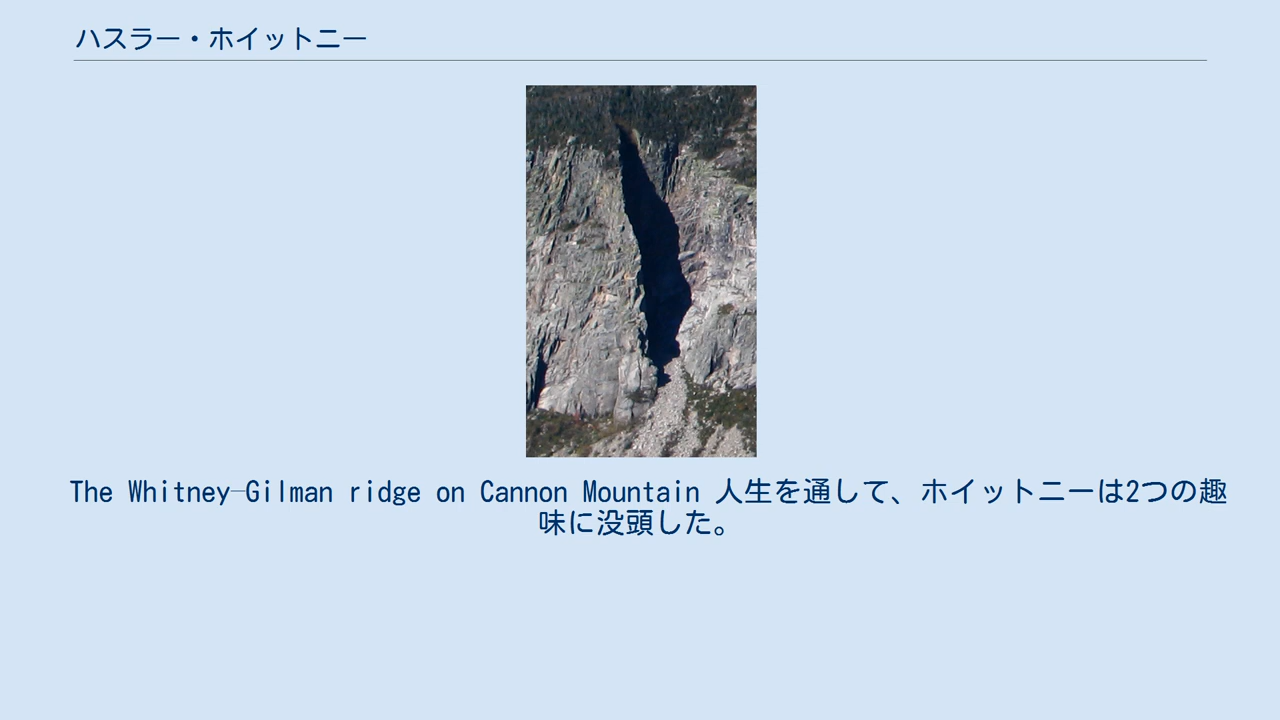 ハスラー・ホイットニー
The Whitney–Gilman ridge on Cannon Mountain 人生を通して、ホイットニーは2つの趣
味に没頭した。